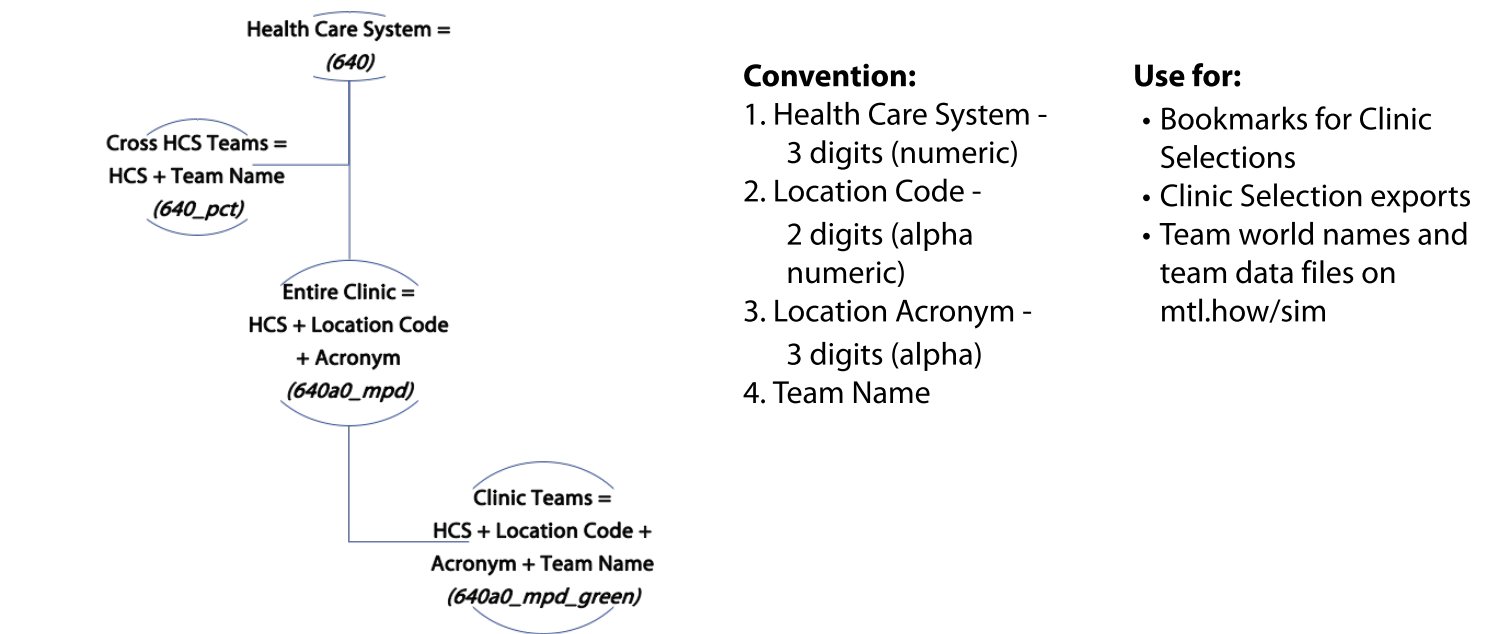 Health Care System =
(640)
Cross HCS Teams =
HCS + Team Name
(640_pct)
Entire Clinic =
HCS + Location Code
+ Acronym
(640a0_mpd)
Clinic Teams =
HCS + Location Code +
Acronym + Team Name
(640a0_mpd_green)
Convention:
1. Health Care System -
3 digits (numeric)
2. Location Code -
2 digits (alpha
numeric)
3. Location Acronym -
3 digits (alpha)
4. Team Name
Use for:
• Bookmarks for Clinic
Selections
• Clinic Selection exports
• Team world names and
team data files on
mtl.how/sim